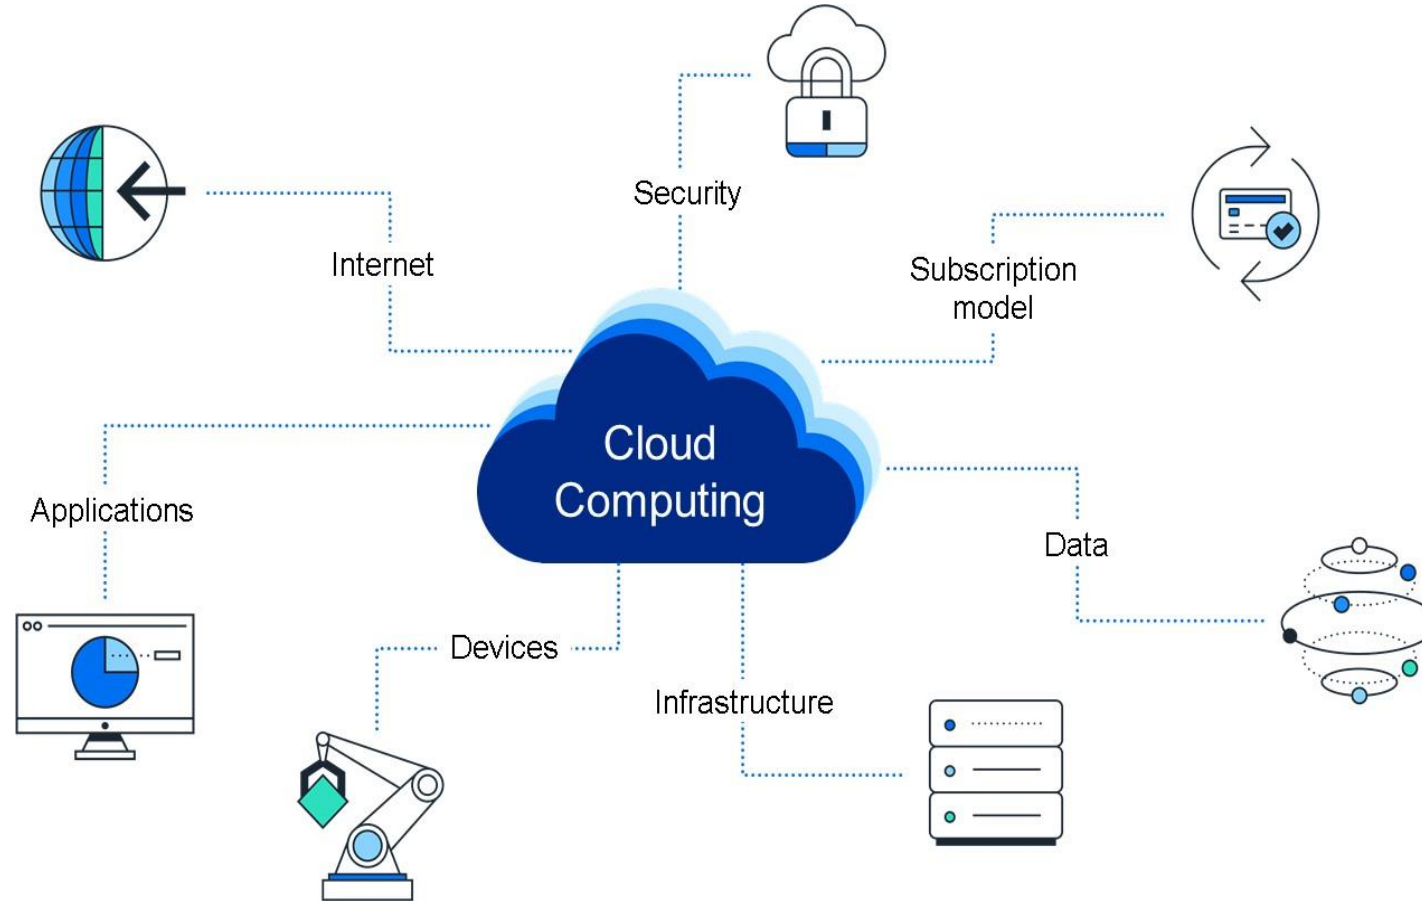 Security
Internet
Subscription
model
Cloud
Computing
Applications
Data
Devices
Infrastructure